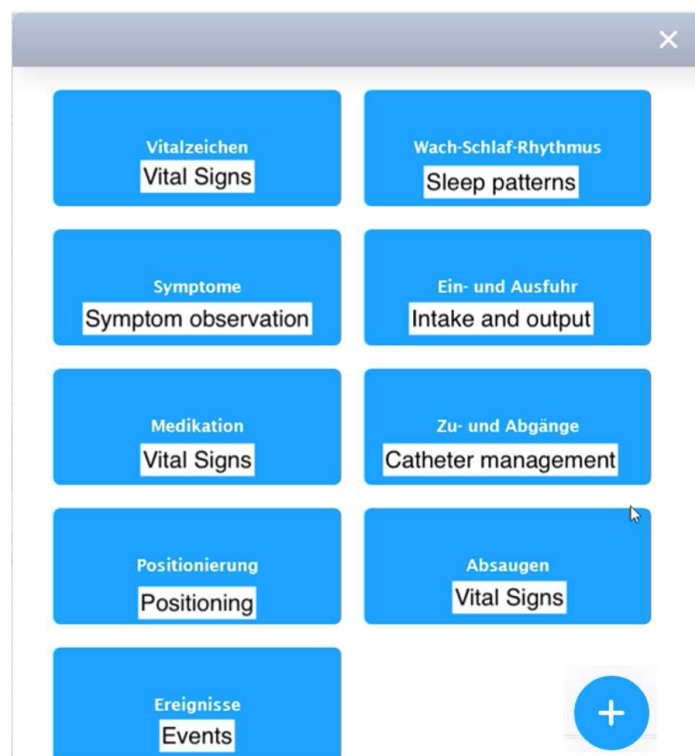 Vitalzeichen
Vital Signs
Wach-Schlaf-Rhythmus
Sleep patterns
Symptome
Symptom observation
Ein- und Ausfuhr
Intake and output
Medikation
Vital Signs
Zu- und Abgänge
Catheter management
Positionierung
Positioning
Absaugen
Vital Signs
Ereignisse
Events